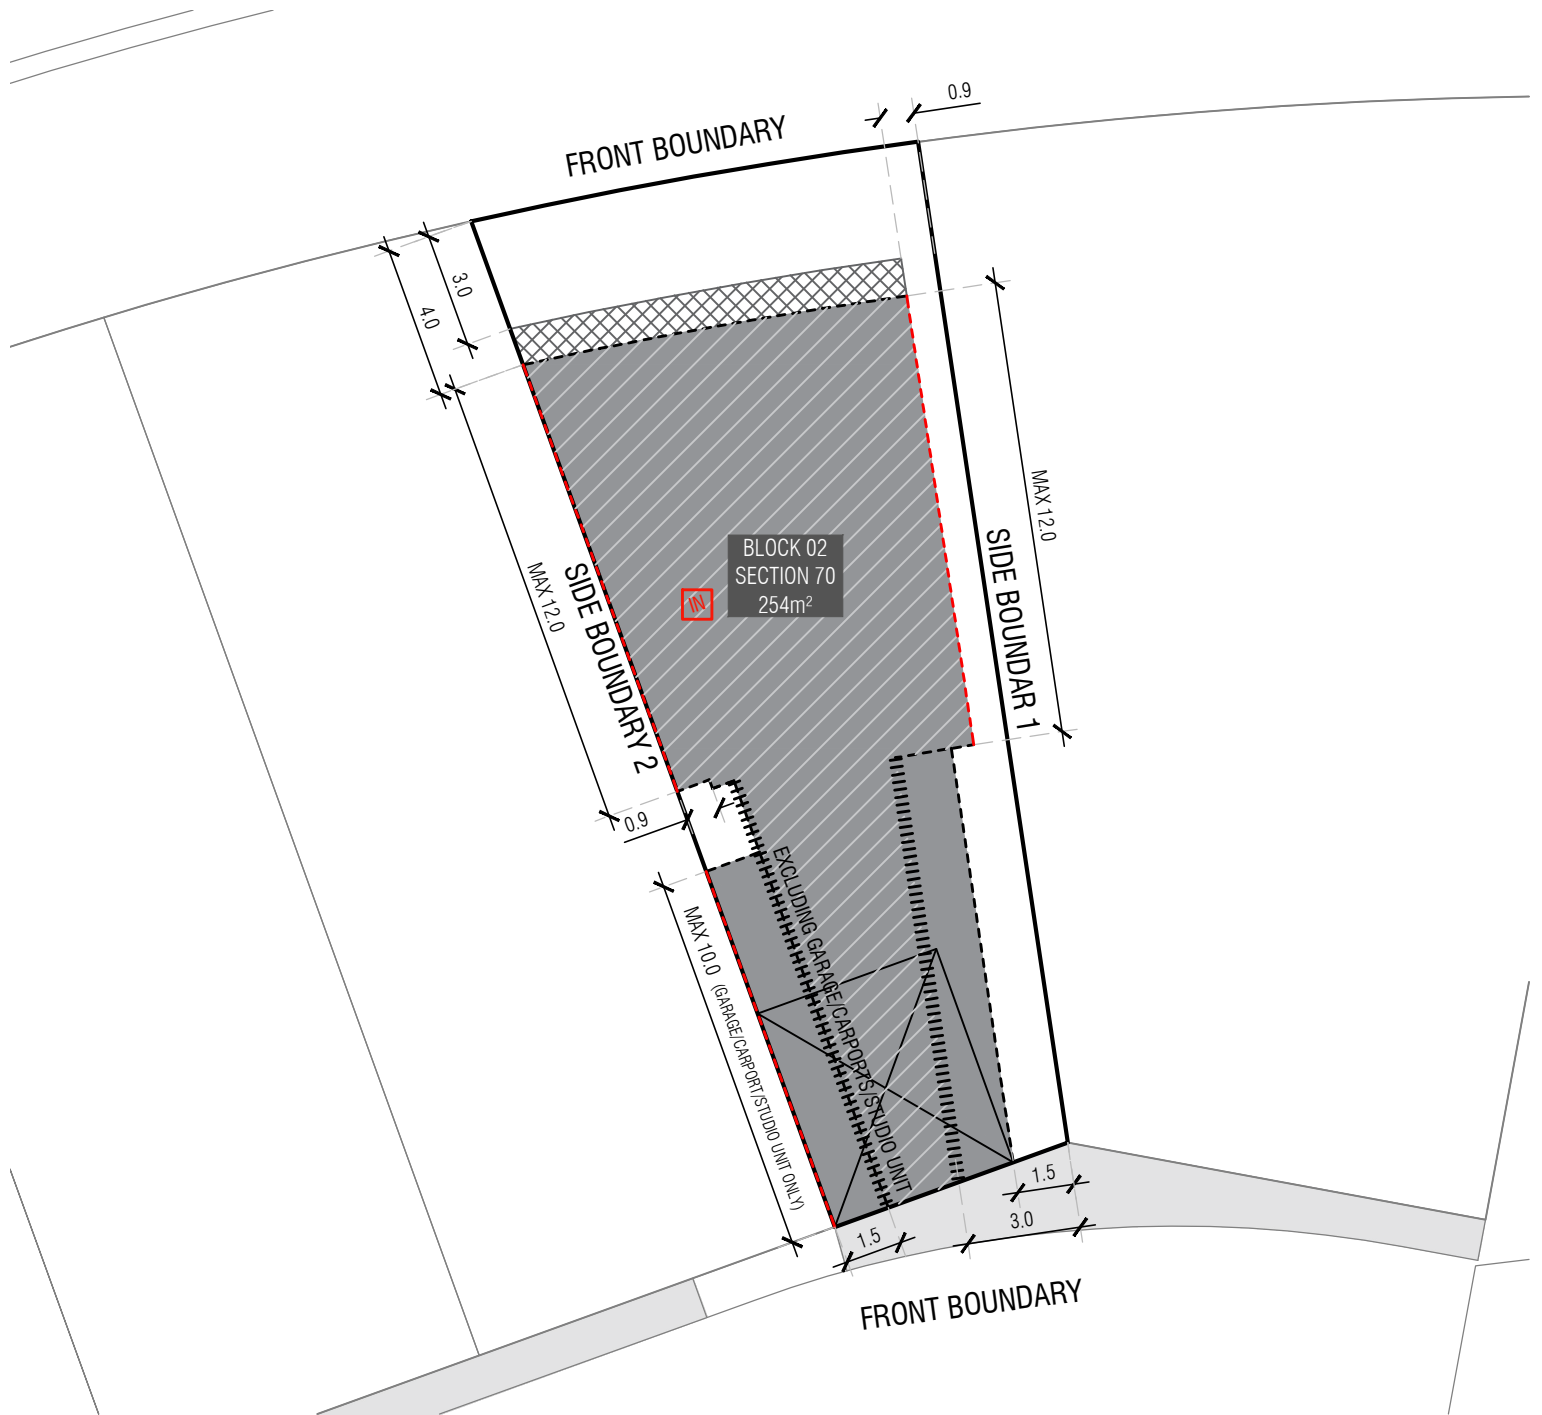 0.9
FRONT BOUNDARY
3.0
4.0
MAX 12.0
SIDE BOUNDAR 1
BLOCK 02
SECTION 70
254m²
IN
MAX 12.0
SIDE BOUNDARY 2
0.9
EXCLUDING GARAGE/CARPORTS/STUDIO UNIT
MAX 10.0 (GARAGE/CARPORT/STUDIO UNIT ONLY)
1.5
3.0
1.5
FRONT BOUNDARY